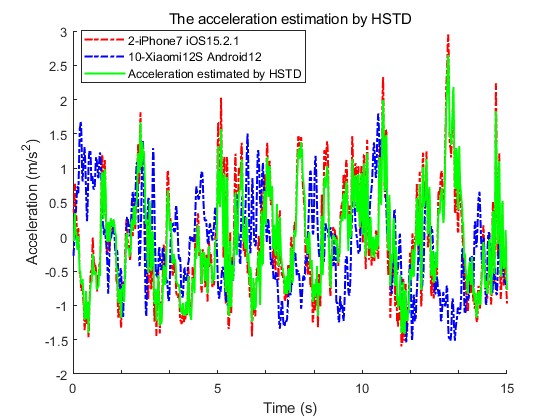 The acceleration estimation by HSTD
2-iPhone7 iOS15.2.1
10-Xiaomi12S Android12
Acceleration estimated by HSTD
3
2.5
2
1.5
1
0.5
0
-0.5
-1
-1.5
-2
Acceleration (m/s²)
0 5 10 15
Time (s)